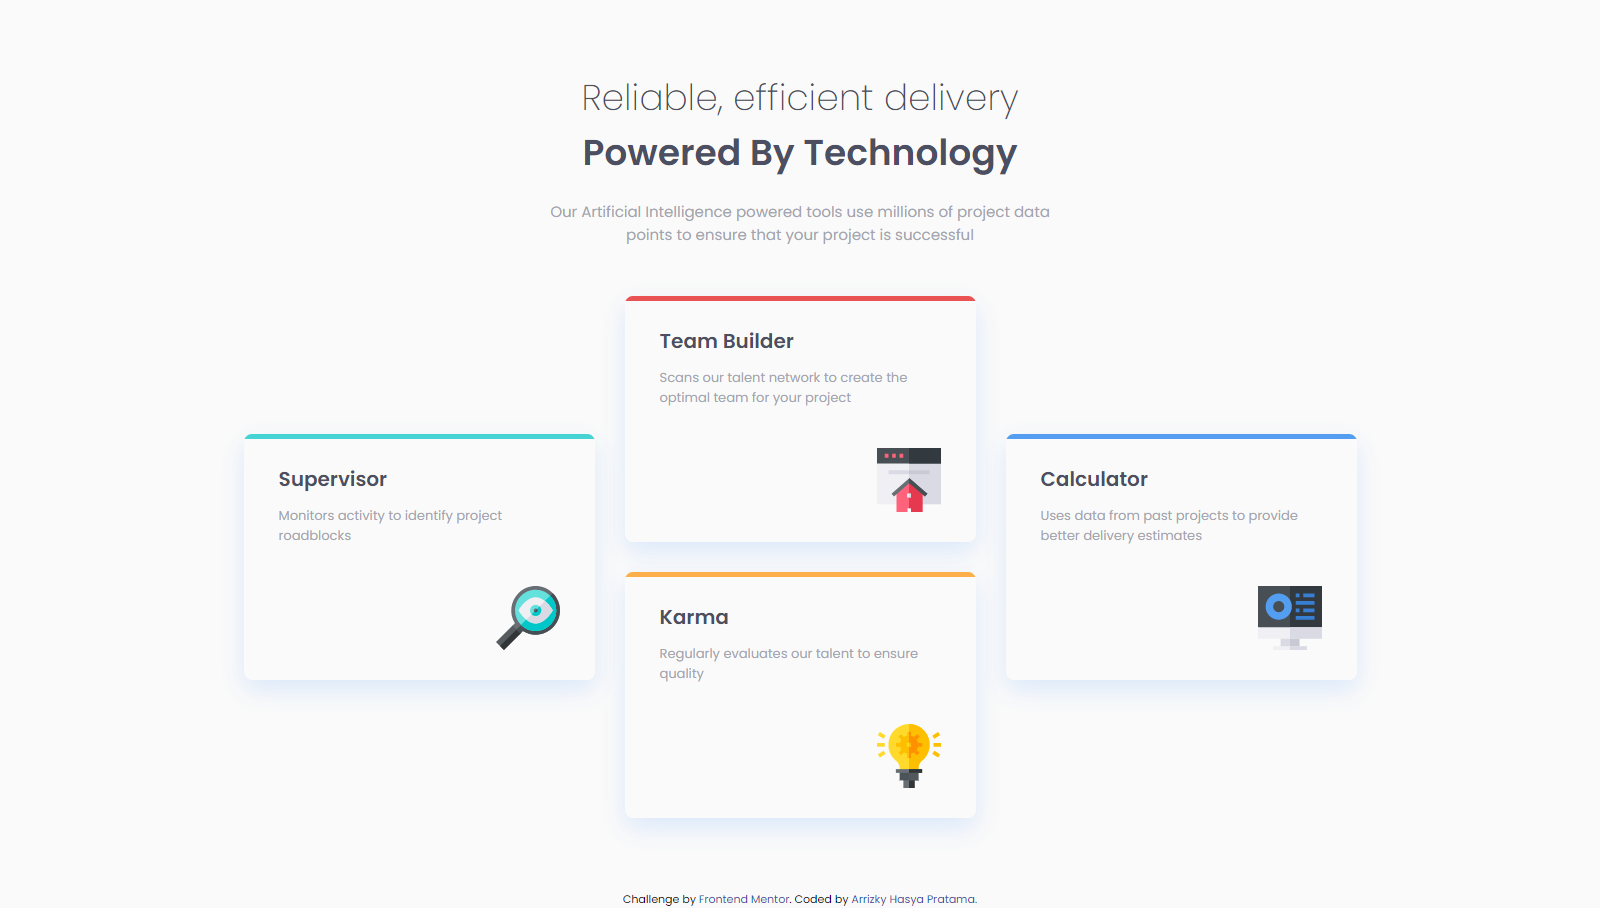 Reliable, efficient delivery
Powered By Technology
Our Artificial Intelligence powered tools use millions of project data
points to ensure that your project is successful
Supervisor
Monitors activity to identify project
roadblocks
Team Builder
Scans our talent network to create the
optimal team for your project
Karma
Regularly evaluates our talent to ensure
quality
Calculator
Uses data from past projects to provide
better delivery estimates
Challenge by Frontend Mentor. Coded by Arrizky Hasya Pratama.